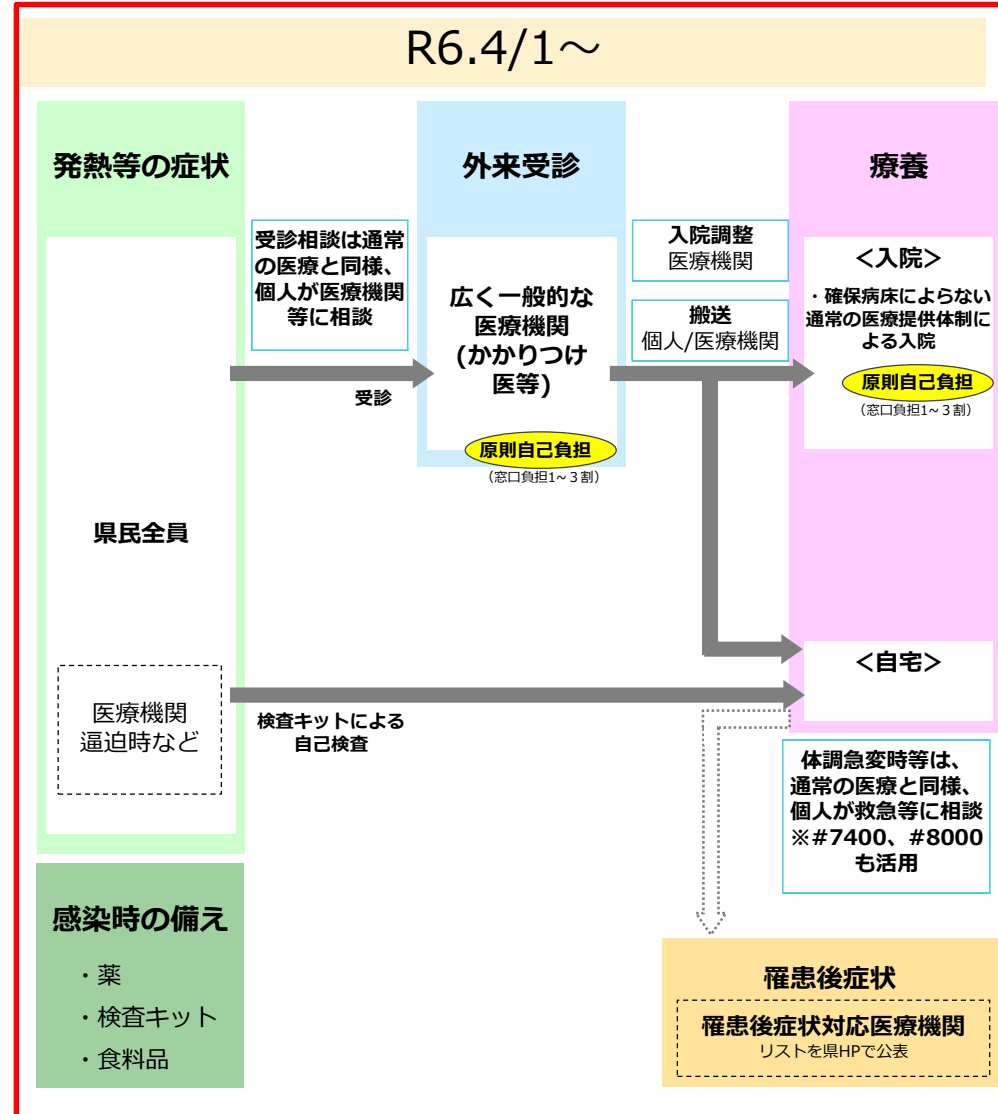 R6.4/1～
発熱等の症状
県民全員
医療機関
逼迫時など
受診相談は通常
の医療と同様、
個人が医療機関
等に相談
受診
検査キットによる
自己検査
外来受診
広く一般的な
医療機関
(かかりつけ
医等)
原則自己負担
（窓口負担1~３割）
入院調整
医療機関
搬送
個人/医療機関
療養
＜入院＞
・確保病床によらない
通常の医療提供体制に
よる入院
原則自己負担
（窓口負担1~３割）
＜自宅＞
体調急変時等は、
通常の医療と同様、
個人が救急等に相談
※#7400、#8000
も活用
感染時の備え
・薬
・検査キット
・食料品
罹患後症状
罹患後症状対応医療機関
リストを県HPで公表